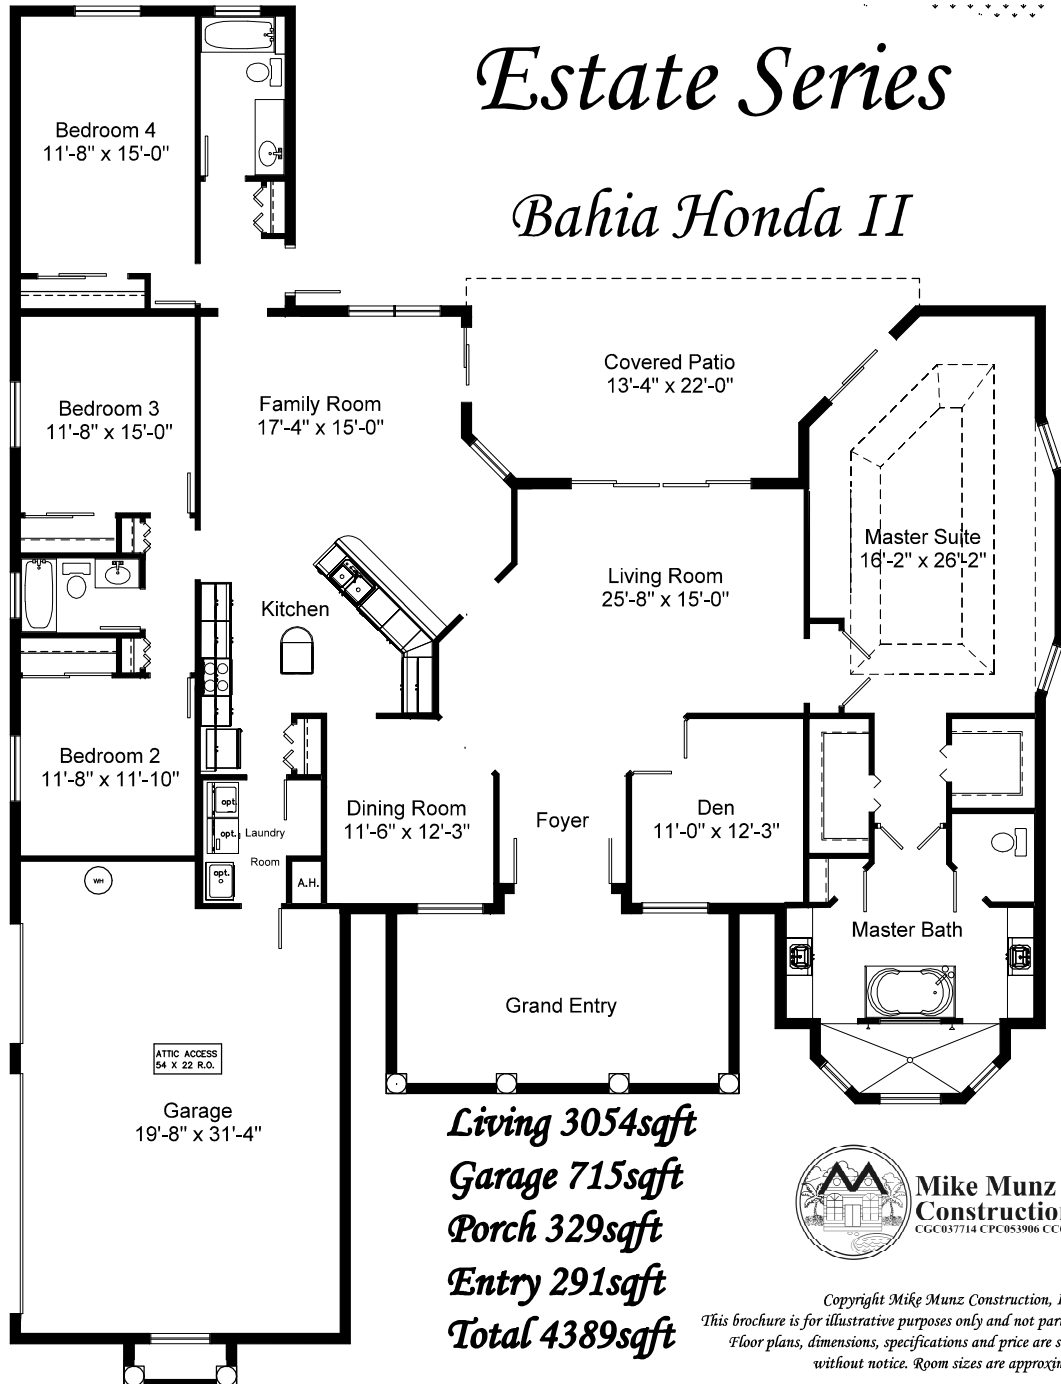 Estate Series
Bahia Honda II
Bedroom 4
11'-8" x 15'-0"
Covered Patio
13'-4" x 22'-0"
Family Room
17'-4" x 15'-0"
Bedroom 3
11'-8" x 15'-0"
Master Suite
16'-2" x 26'-2"
Living Room
25'-8" x 15'-0"
Kitchen
Bedroom 2
11'-8" x 11'-10"
Dining Room
11'-6" x 12'-3"
Foyer
Den
11'-0" x 12'-3"
opt.
opt.
Laundry
Room
opt.
A.H.
WH
Master Bath
Grand Entry
ATTIC ACCESS
54 X 22 R.O.
Garage
19'-8" x 31'-4"
Living 3054sqft
Garage 715sqft
Porch 329sqft
Entry 291sqft
Total 4389sqft
Mike Munz
Construction
CGC037714 CPC053906
Copyright Mike Munz Construction,
This brochure is for illustrative purposes only and not
Floor plans, dimensions, specifications and price are
without notice. Room sizes are